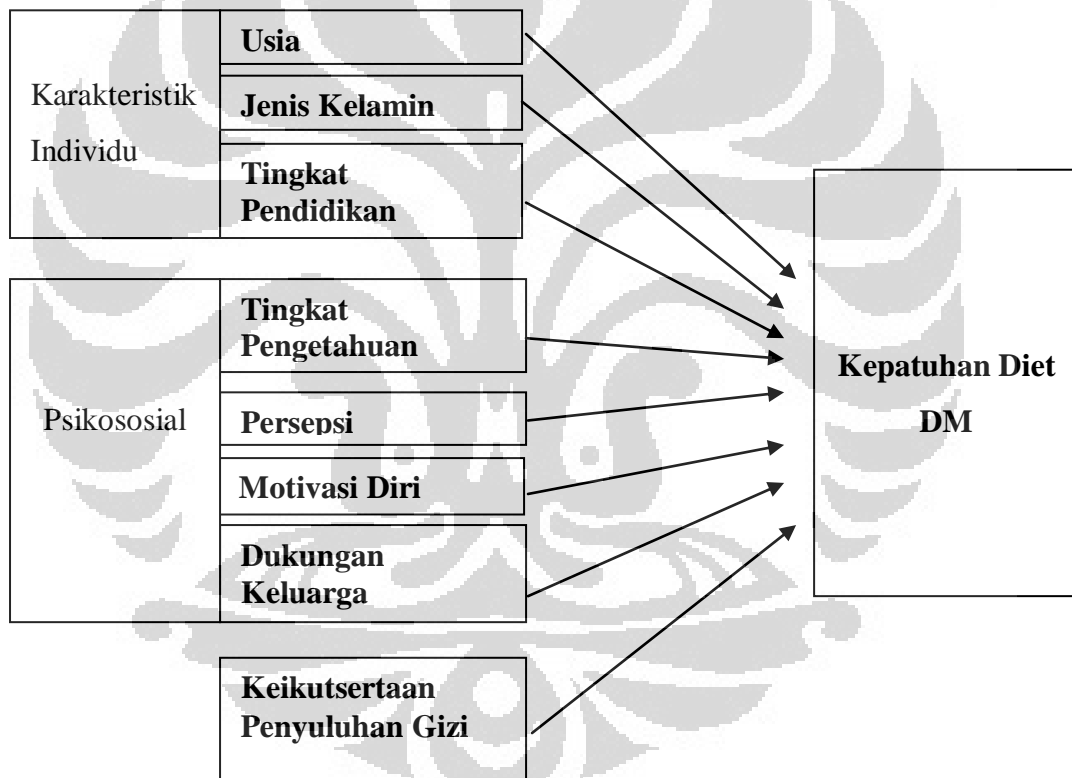 Karakteristik
Individu
Usia
Jenis Kelamin
Tingkat
Pendidikan
Psikososial
Tingkat
Pengetahuan
Persepsi
Motivasi Diri
Dukungan
Keluarga
Keikutsertaan
Penyuluhan Gizi
Kepatuhan Diet
DM